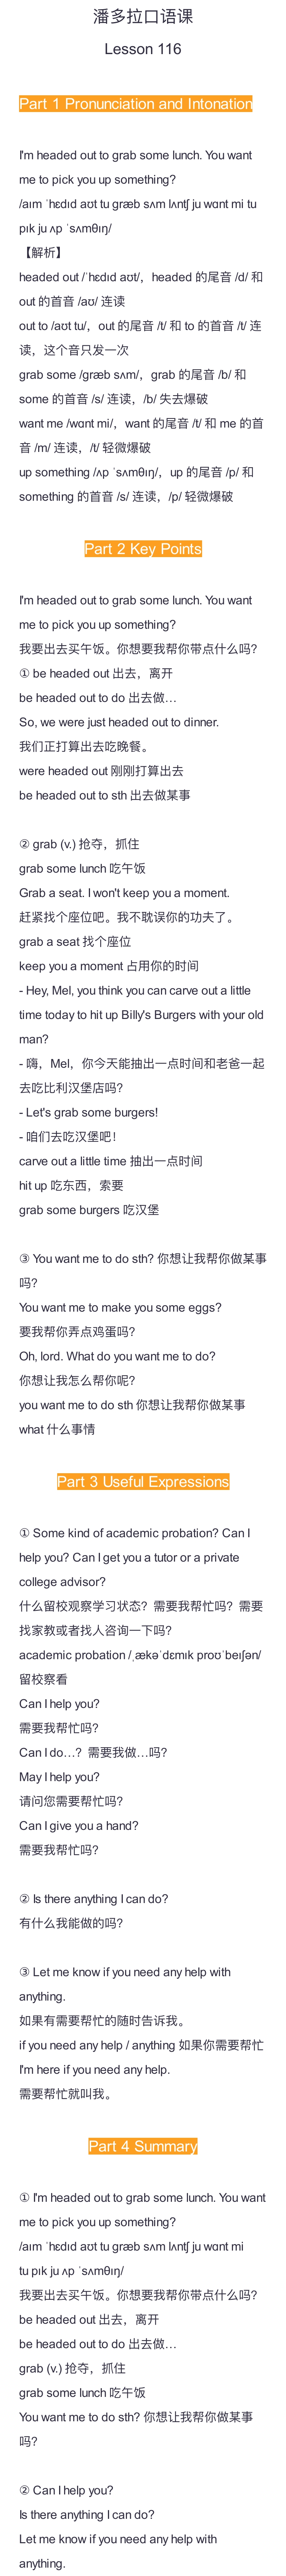 潘多拉口语课
Lesson 116
Part 1 Pronunciation and Intonation
I'm headed out to grab some lunch. You want
me to pick you up something?
/aɪm ˈhɛdɪd aʊt tu ɡræb sʌm lʌntʃ ju wɑnt mi tu
pɪk ju ʌp ˈsʌmθɪŋ/
【解析】
headed out /ˈhɛdɪd aʊt/，headed 的尾音 /d/ 和
out 的首音 /aʊ/ 连读
out to /aʊt tu/，out 的尾音 /t/ 和 to 的首音 /t/ 连
读，这个音只发一次
grab some /ɡræb sʌm/，grab 的尾音 /b/ 和
some 的首音 /s/ 连读，/b/ 失去爆破
want me /wɑnt mi/，want 的尾音 /t/ 和 me 的首
音 /m/ 连读，/t/ 轻微爆破
up something /ʌp ˈsʌmθɪŋ/，up 的尾音 /p/ 和
something 的首音 /s/ 连读，/p/ 轻微爆破
Part 2 Key Points
I'm headed out to grab some lunch. You want
me to pick you up something?
我要出去买午饭。你想要我帮你带点什么吗?
① be headed out 出去，离开
be headed out to do 出去做…
So, we were just headed out to dinner.
我们正打算出去吃晚餐。
were headed out 刚刚打算出去
be headed out to sth 出去做某事
② grab (v.) 抢夺，抓住
grab some lunch 吃午饭
Grab a seat. I won't keep you a moment.
赶紧找个座位吧。我不耽误你的功夫了。
grab a seat 找个座位
keep you a moment 占用你的时间
- Hey, Mel, you think you can carve out a little
time today to hit up Billy's Burgers with your old
man?
- 嗨，Mel，你今天能抽出一点时间和老爸一起
去吃比利汉堡店吗?
- Let's grab some burgers!
- 咱们去吃汉堡吧!
carve out a little time 抽出一点时间
hit up 吃东西，索要
grab some burgers 吃汉堡
③ You want me to do sth? 你想让我帮你做某事
吗?
You want me to make you some eggs?
要我帮你弄点鸡蛋吗?
Oh, lord. What do you want me to do?
你想让我怎么帮你呢?
you want me to do sth 你想让我帮你做某事
what 什么事情
Part 3 Useful Expressions
① Some kind of academic probation? Can I
help you? Can I get you a tutor or a private
college advisor?
什么留校观察学习状态？需要我帮忙吗？需要
找家教或者找人咨询一下吗?
academic probation /ˌækəˈdɛmɪk proʊˈbeɪʃən/
留校察看
Can I help you?
需要我帮忙吗?
Can I do…？需要我做…吗?
May I help you?
请问您需要帮忙吗?
Can I give you a hand?
需要我帮忙吗?
② Is there anything I can do?
有什么我能做的吗?
③ Let me know if you need any help with
anything.
如果有需要帮忙的随时告诉我。
if you need any help / anything 如果你需要帮忙
I'm here if you need any help.
需要帮忙就叫我。
Part 4 Summary
① I'm headed out to grab some lunch. You want
me to pick you up something?
/aɪm ˈhɛdɪd aʊt tu ɡræb sʌm lʌntʃ ju wɑnt mi
tu pɪk ju ʌp ˈsʌmθɪŋ/
我要出去买午饭。你想要我帮你带点什么吗?
be headed out 出去，离开
be headed out to do 出去做…
grab (v.) 抢夺，抓住
grab some lunch 吃午饭
You want me to do sth? 你想让我帮你做某事
吗?
② Can I help you?
Is there anything I can do?
Let me know if you need any help with
anything.